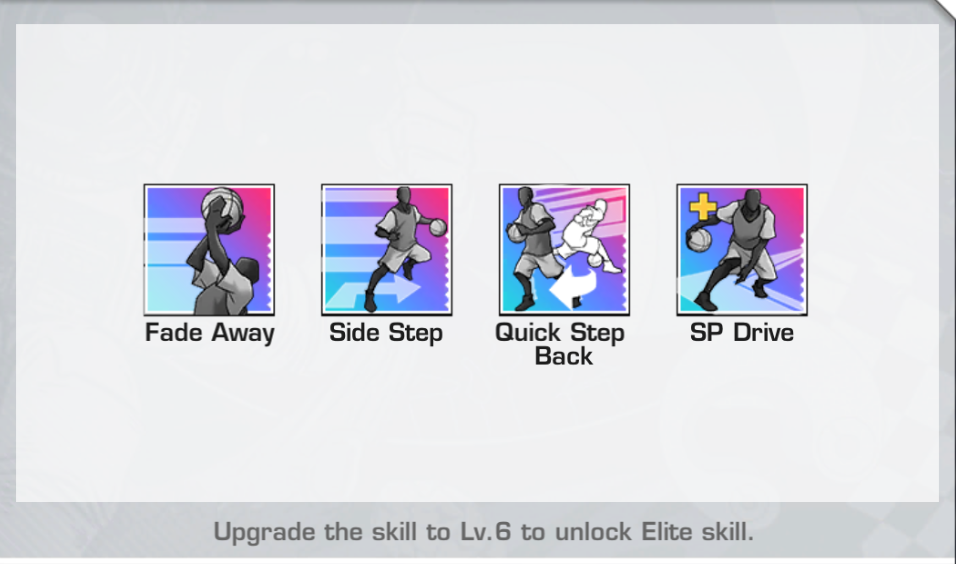 Fade Away
Side Step
Quick Step
Back
SP Drive
Upgrade the skill to Lv.6 to unlock Elite skill.